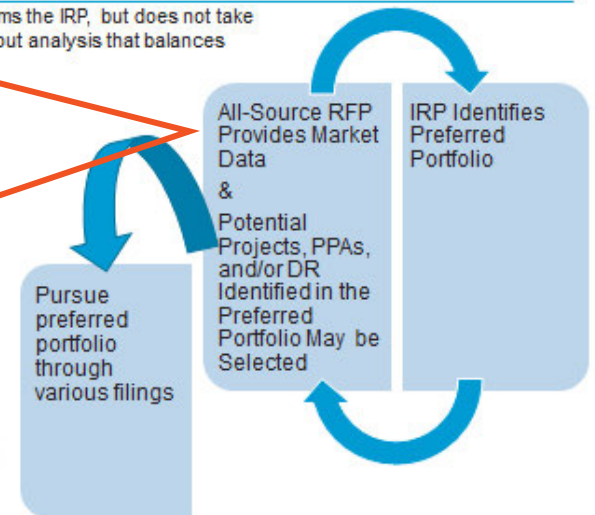 ms the IRP, but does not take
out analysis that balances
All-Source RFP
Provides Market
Data
&
Potential
Projects, PPAs,
and/or DR
Identified in the
Preferred
Portfolio May be
Selected
IRP Identifies
Preferred
Portfolio
Pursue
preferred
portfolio
through
various filings